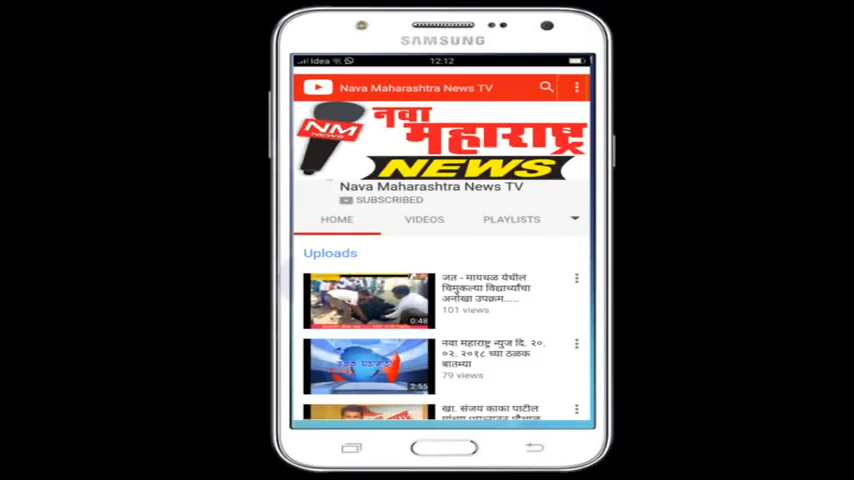 SAMSUNG
Idea
12:12
Nava Maharashtra News TV
NM
NEWS
नवा
महाराष्ट्र
NEWS
Nava Maharashtra News TV
SUBSCRIBED
HOME VIDEOS PLAYLISTS
Uploads
जत - मायथळ येथील
चिमुकल्या विद्यार्थ्यांचा
अनोखा उपक्रम.....
101 views
0:48
नवा महाराष्ट्र न्युज दि. २०.
०२. २०१८ च्या ठळक
बातम्या
79 views
2:55
खा. संजय काका पाटील